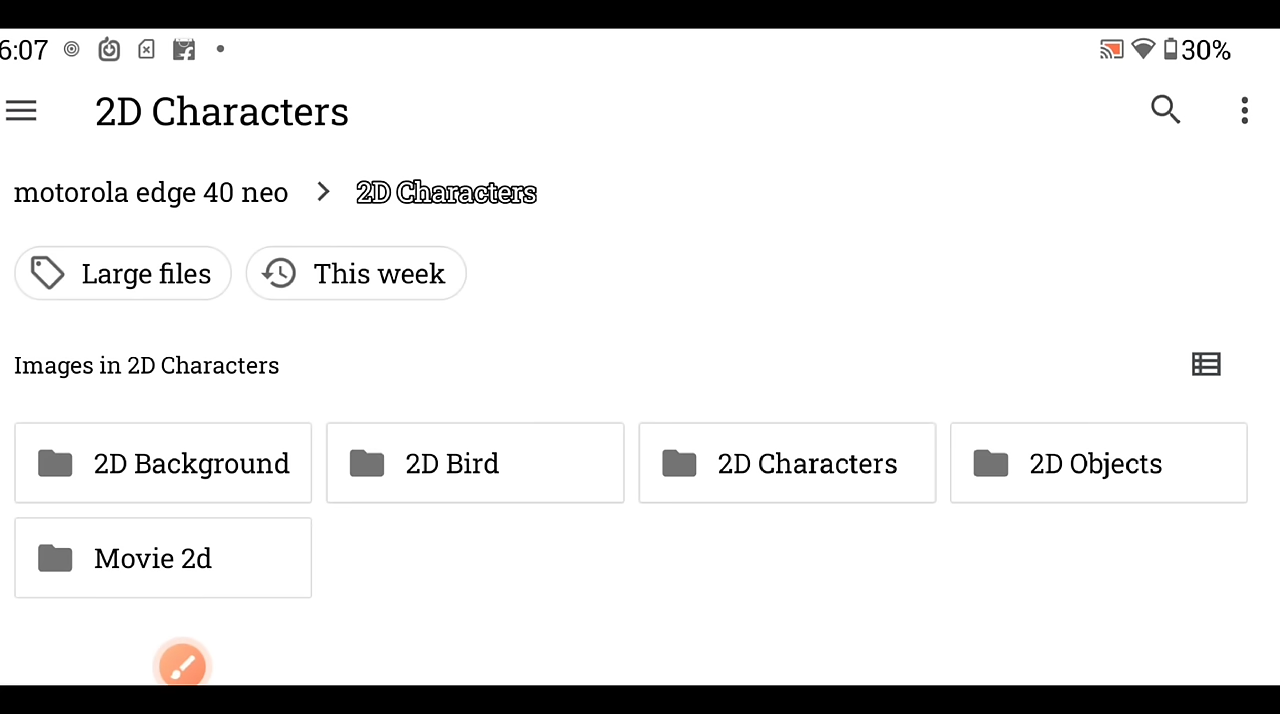 6:07 30%
2D Characters
motorola edge 40 neo 2D Characters
Large files This week
Images in 2D Characters
2D Background 2D Bird 2D Characters 2D Objects
Movie 2d